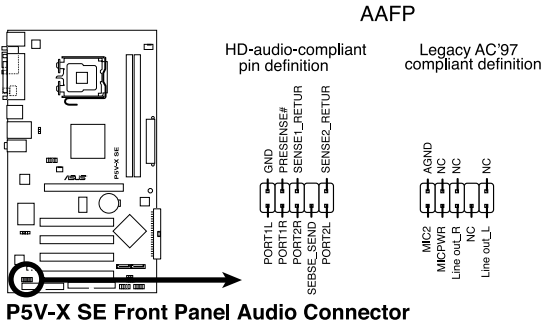 AAFP
HD-audio-compliant
pin definition
Legacy AC'97
compliant definition
GND
PRESENSE#
SENSE1_RETUR
SENSE2_RETUR
PORT1L
PORT1R
PORT2R
SEBSE_SEND
PORT2L
AGND
NC
NC
NC
MIC2
MICPWR
Line out_R
NC
Line out_L
P5V-X SE
ASUS
P5V-X SE Front Panel Audio Connector